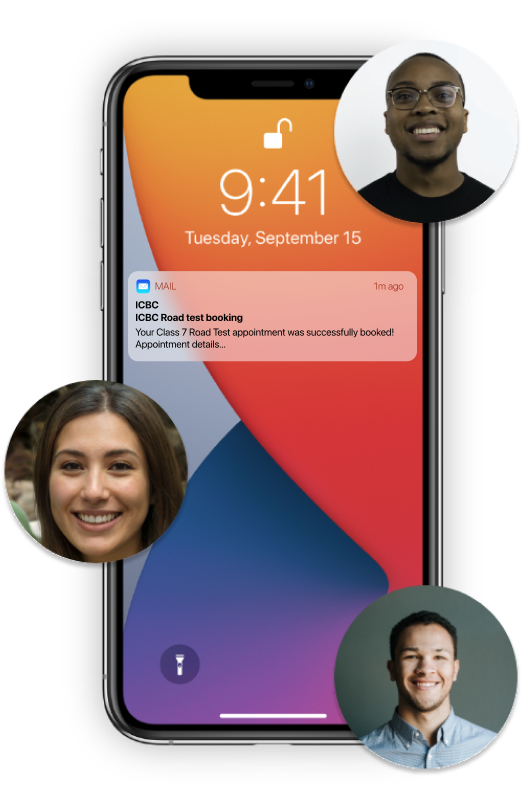 9:41
Tuesday, September 15
MAIL 1m ago
ICBC
ICBC Road test booking
Your Class 7 Road Test appointment was successfully booked!
Appointment details...